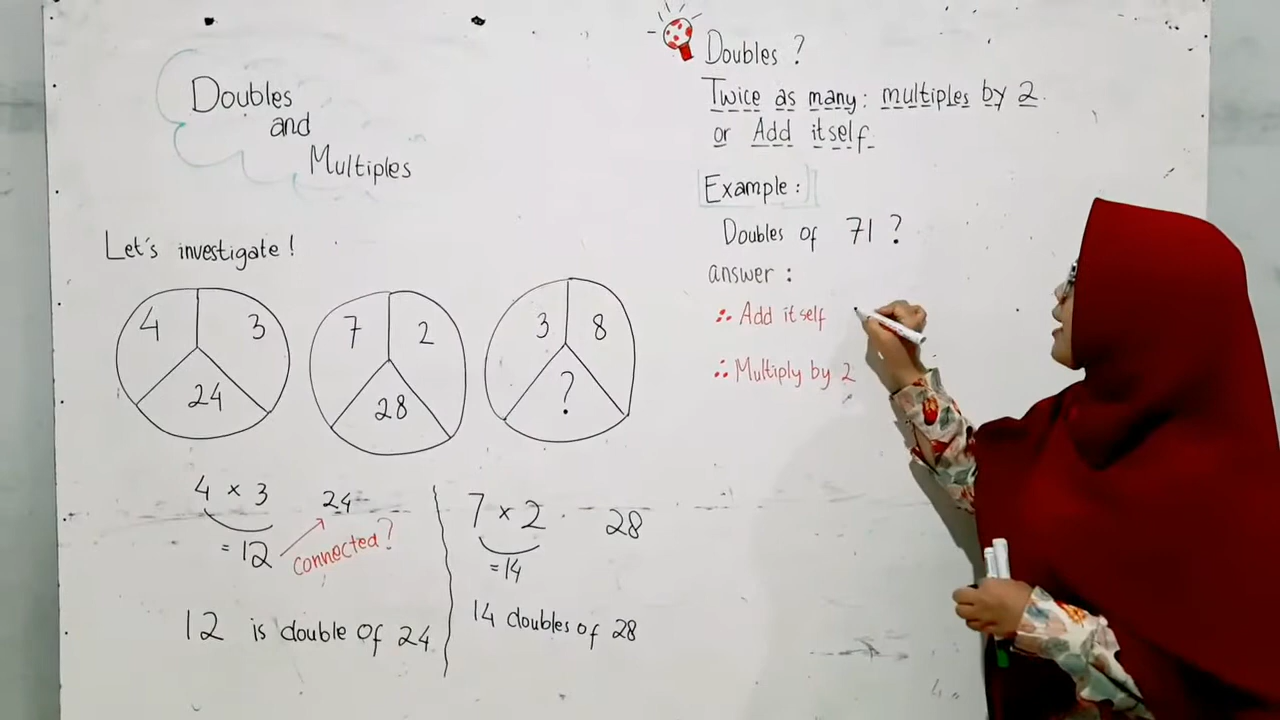 Doubles
and
Multiples
Let's investigate!
4 3
24
7 2
28
3 8
?
4 × 3 24
= 12 connected?
12 is double of 24
7 × 2 28
= 14
14 doubles of 28
Doubles ?
Twice as many : multiples by 2.
or Add itself
Example :
Doubles of 71 ?
answer :
∴ Add itself
∴ Multiply by 2